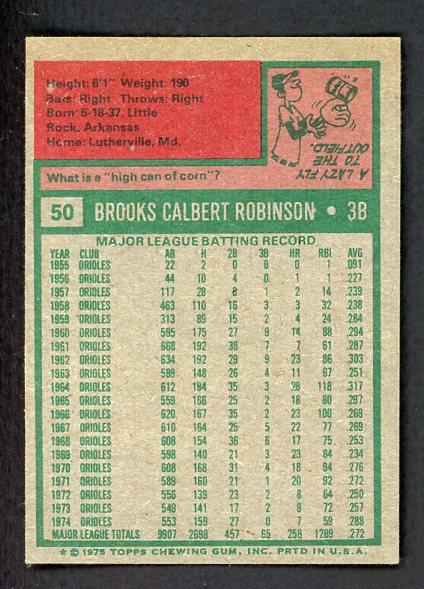 Height: 6'1" Weight: 190
Bats: Right Throws: Right
Born: 5-18-37, Little
Rock, Arkansas
Home: Lutherville, Md.
A LAZY FLY
TO THE
OUTFIELD.
What is a "high can of corn"?
50 BROOKS CALBERT ROBINSON • 3B
MAJOR LEAGUE BATTING RECORD
YEAR CLUB AB H 2B 3B HR RBI AVG
1955 ORIOLES 22 2 0 0 0 1 .091
1956 ORIOLES 44 10 4 0 1 1 .227
1957 ORIOLES 117 28 8 1 2 14 .239
1958 ORIOLES 463 110 16 3 3 32 .238
1959 ORIOLES 313 89 15 2 4 24 .284
1960 ORIOLES 595 175 27 9 14 88 .294
1961 ORIOLES 668 192 38 7 7 61 .287
1962 ORIOLES 634 192 29 9 23 86 .303
1963 ORIOLES 589 148 26 4 11 67 .251
1964 ORIOLES 612 194 35 3 28 118 .317
1965 ORIOLES 559 166 25 2 18 80 .297
1966 ORIOLES 620 167 35 2 23 100 .269
1967 ORIOLES 610 164 25 5 22 77 .269
1968 ORIOLES 608 154 36 6 17 75 .253
1969 ORIOLES 598 140 21 3 23 84 .234
1970 ORIOLES 608 168 31 4 18 94 .276
1971 ORIOLES 589 160 21 1 20 92 .272
1972 ORIOLES 556 139 23 2 8 64 .250
1973 ORIOLES 549 141 17 2 9 72 .257
1974 ORIOLES 553 159 27 0 7 59 .288
MAJOR LEAGUE TOTALS 9907 2698 457 65 258 1289 .272
* © 1975 TOPPS CHEWING GUM, INC. PRTD IN U.S.A.